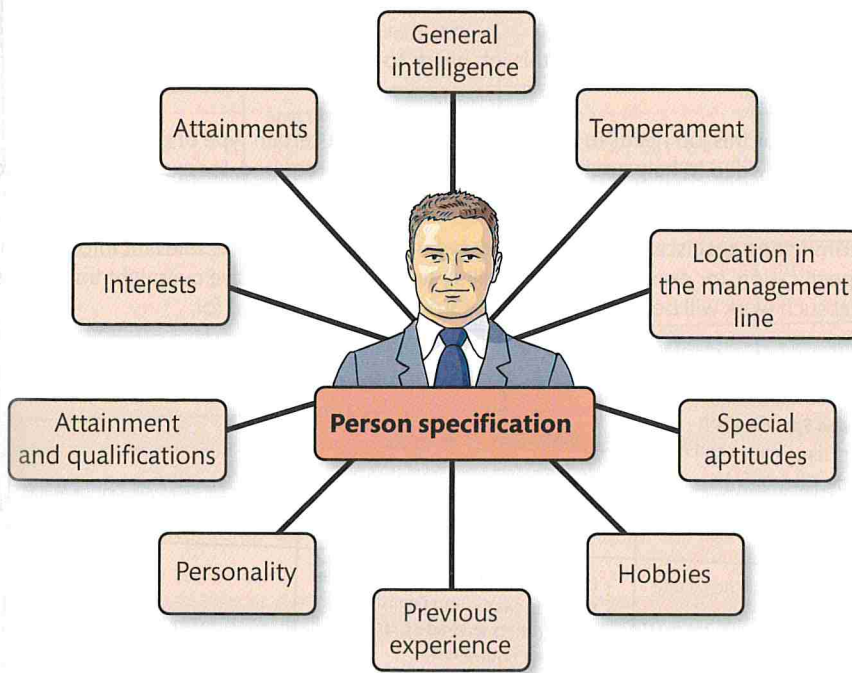 General
intelligence
Attainments
Temperament
Interests
Location in
the management
line
Person specification
Attainment
and qualifications
Special
aptitudes
Personality
Hobbies
Previous
experience